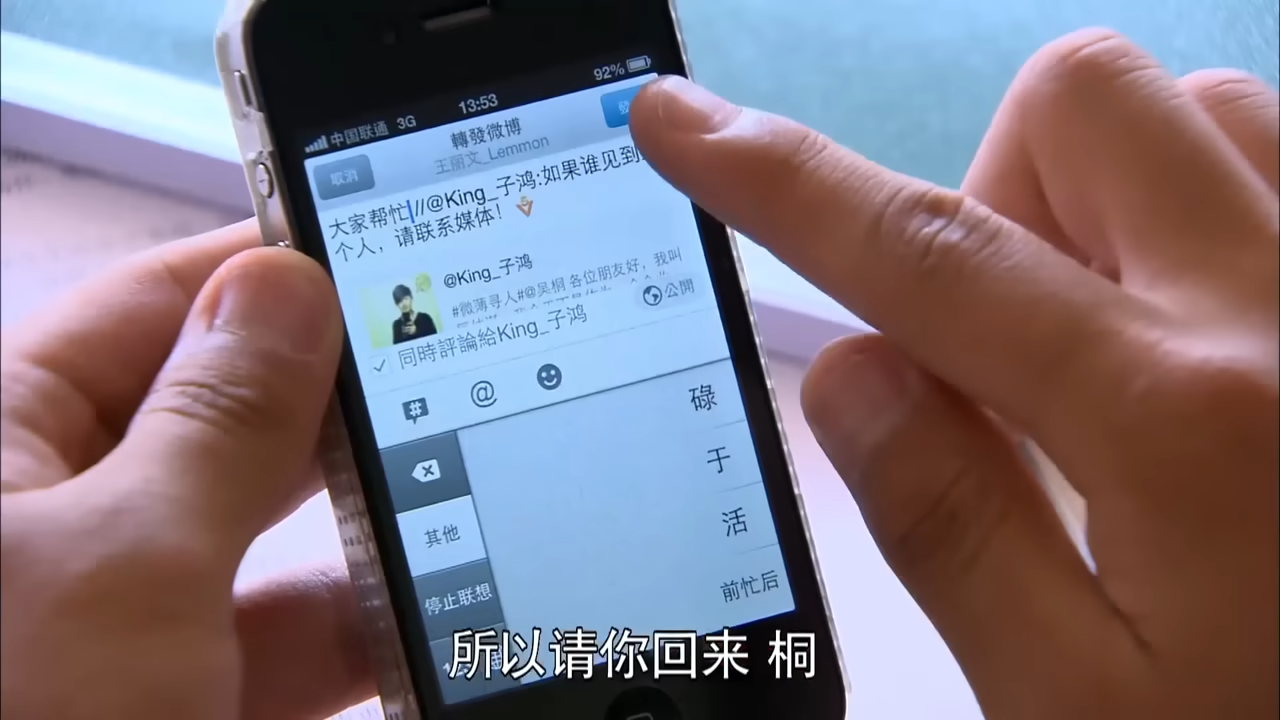 中国联通 3G 13:53 92%
取消
轉發微博
王丽文_Lemmon
發
大家帮忙//@King_子鸿:如果谁见到
个人，请联系媒体！
@King_子鸿
#微薄寻人#@吴桐 各位朋友好，我叫
公開
同時評論給King_子鸿
#
@
碌
于
活
前忙后
其他
停止联想
所以请你回来 桐